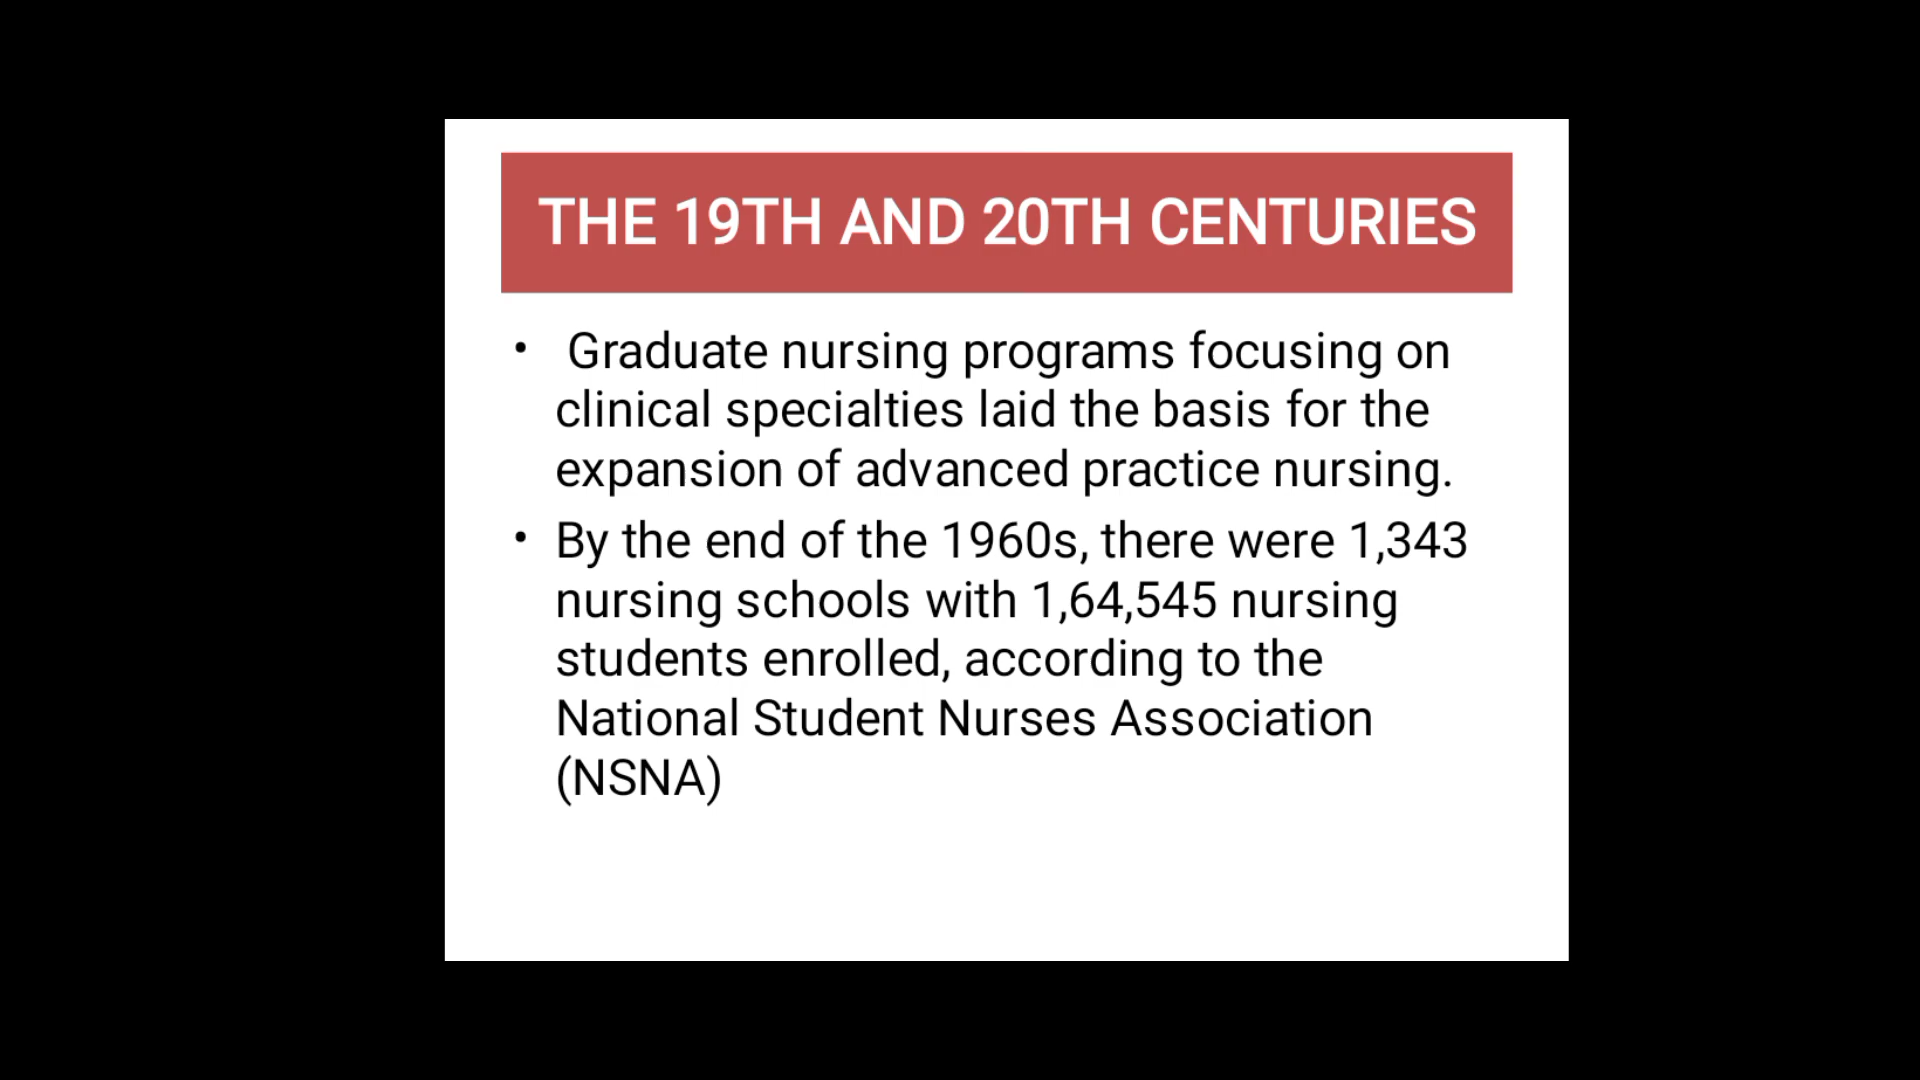 THE 19TH AND 20TH CENTURIES
• Graduate nursing programs focusing on
clinical specialties laid the basis for the
expansion of advanced practice nursing.
• By the end of the 1960s, there were 1,343
nursing schools with 1,64,545 nursing
students enrolled, according to the
National Student Nurses Association
(NSNA)